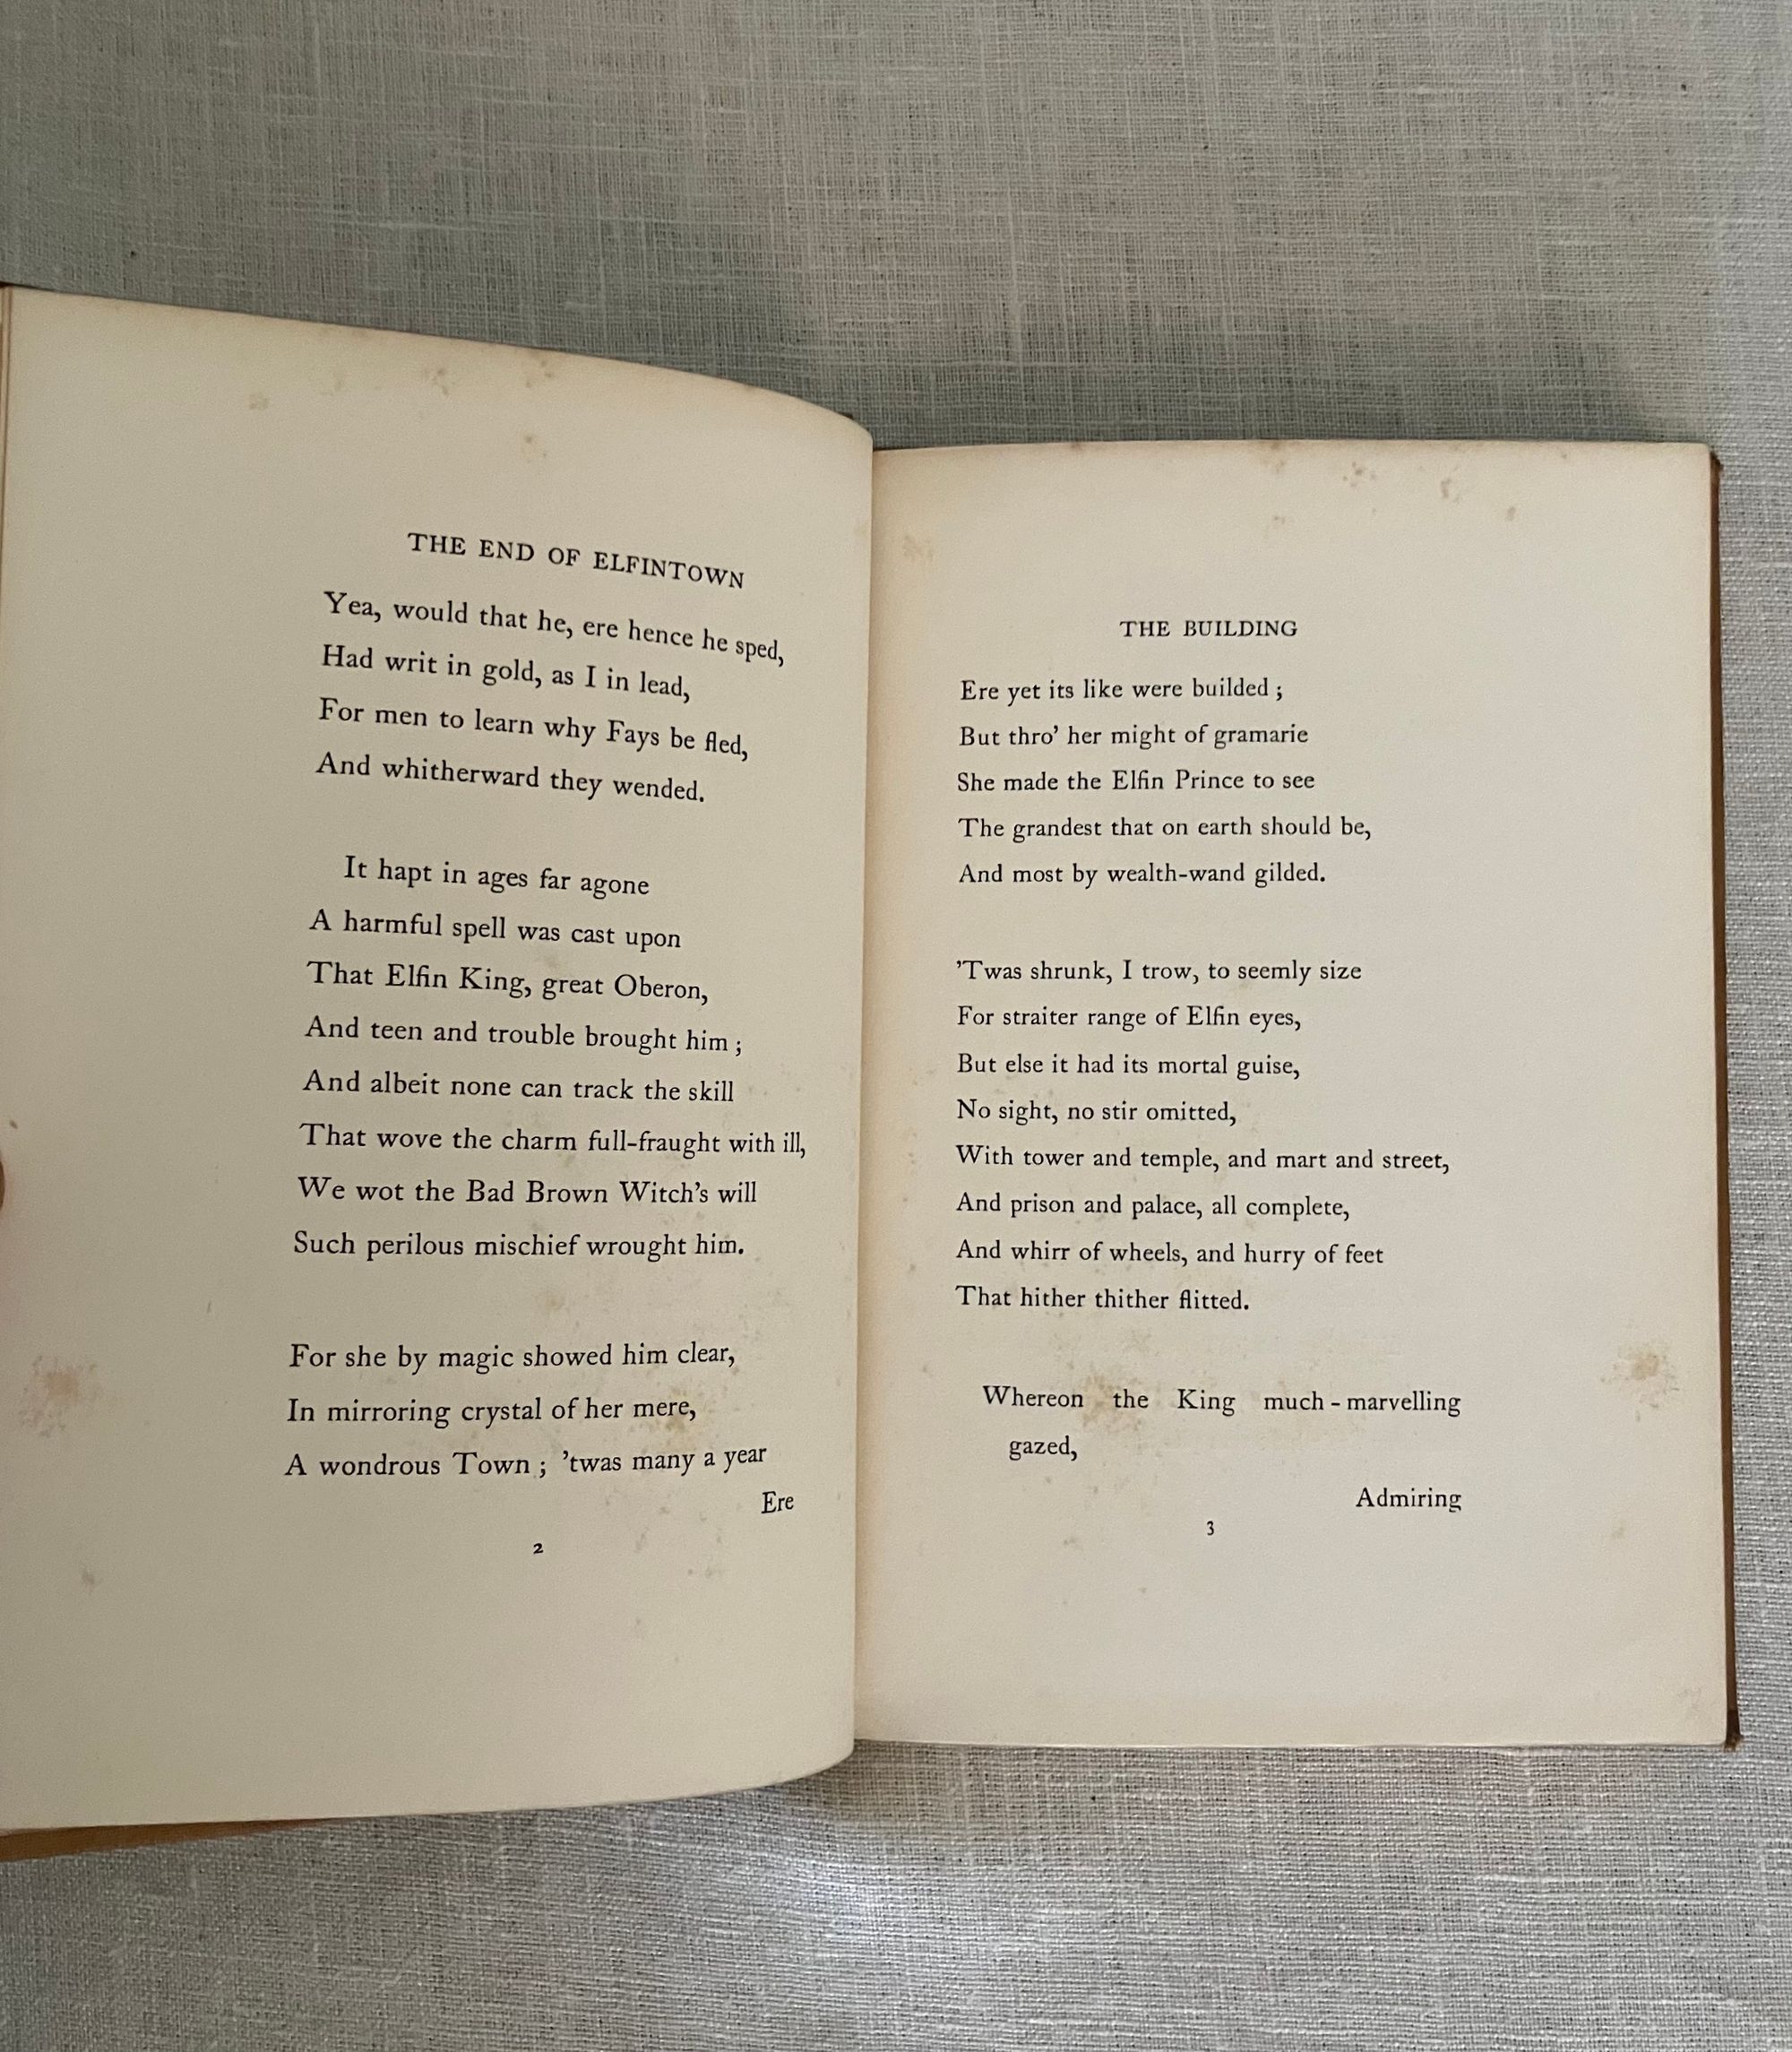 THE END OF ELFINTOWN
Yea, would that he, ere hence he sped,
Had writ in gold, as I in lead,
For men to learn why Fays be fled,
And whitherward they wended.
It hapt in ages far agone
A harmful spell was cast upon
That Elfin King, great Oberon,
And teen and trouble brought him ;
And albeit none can track the skill
That wove the charm full-fraught with ill,
We wot the Bad Brown Witch's will
Such perilous mischief wrought him.
For she by magic showed him clear,
In mirroring crystal of her mere,
A wondrous Town ; 'twas many a year
Ere
2
THE BUILDING
Ere yet its like were builded ;
But thro' her might of gramarie
She made the Elfin Prince to see
The grandest that on earth should be,
And most by wealth-wand gilded.
'Twas shrunk, I trow, to seemly size
For straiter range of Elfin eyes,
But else it had its mortal guise,
No sight, no stir omitted,
With tower and temple, and mart and street,
And prison and palace, all complete,
And whirr of wheels, and hurry of feet
That hither thither flitted.
Whereon the King much-marvelling
gazed,
Admiring
3